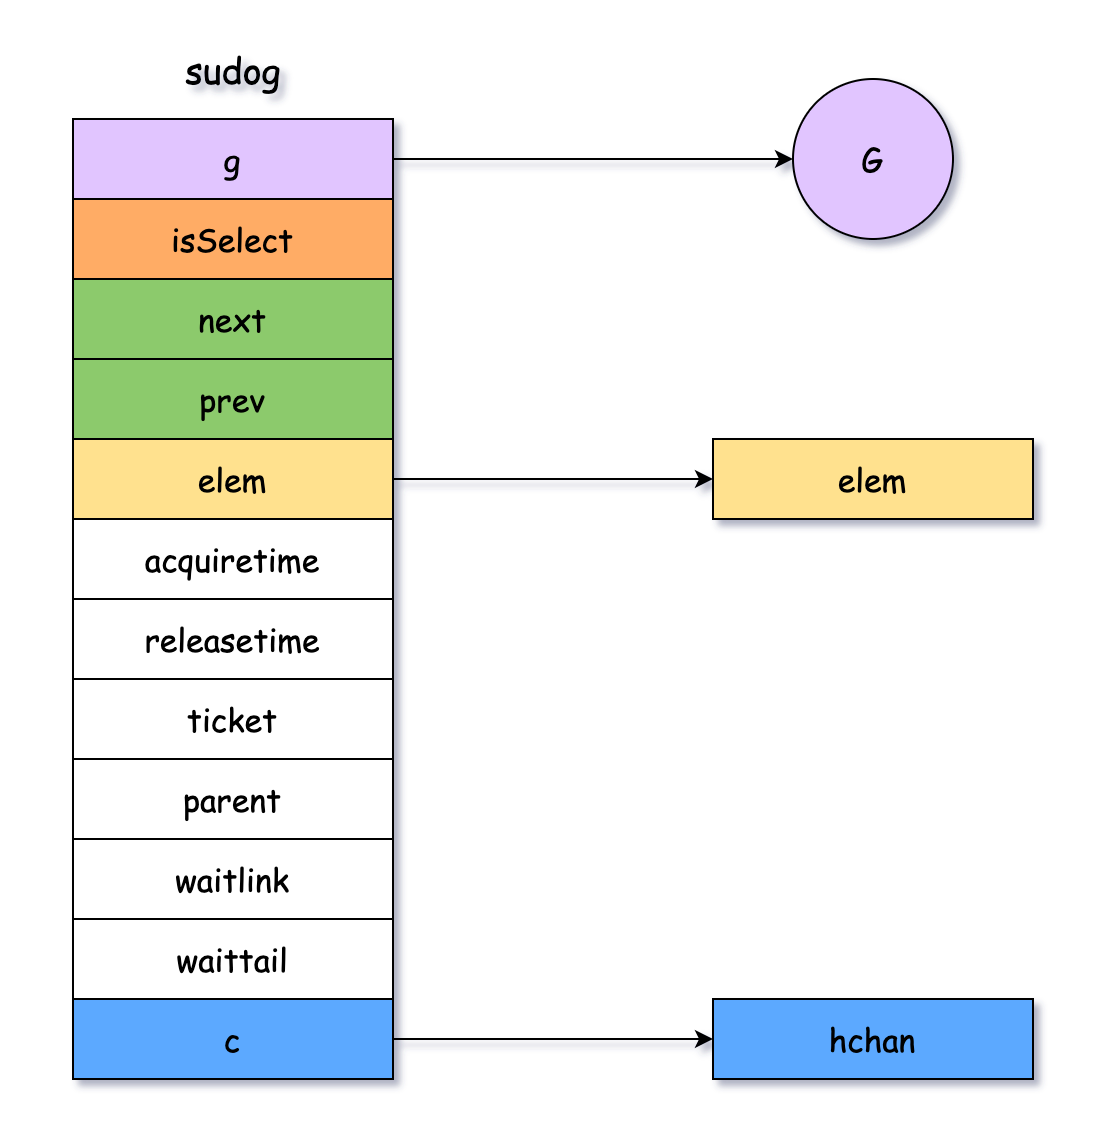 sudog
g
G
isSelect
next
prev
elem
elem
acquiretime
releasetime
ticket
parent
waitlink
waittail
c
hchan